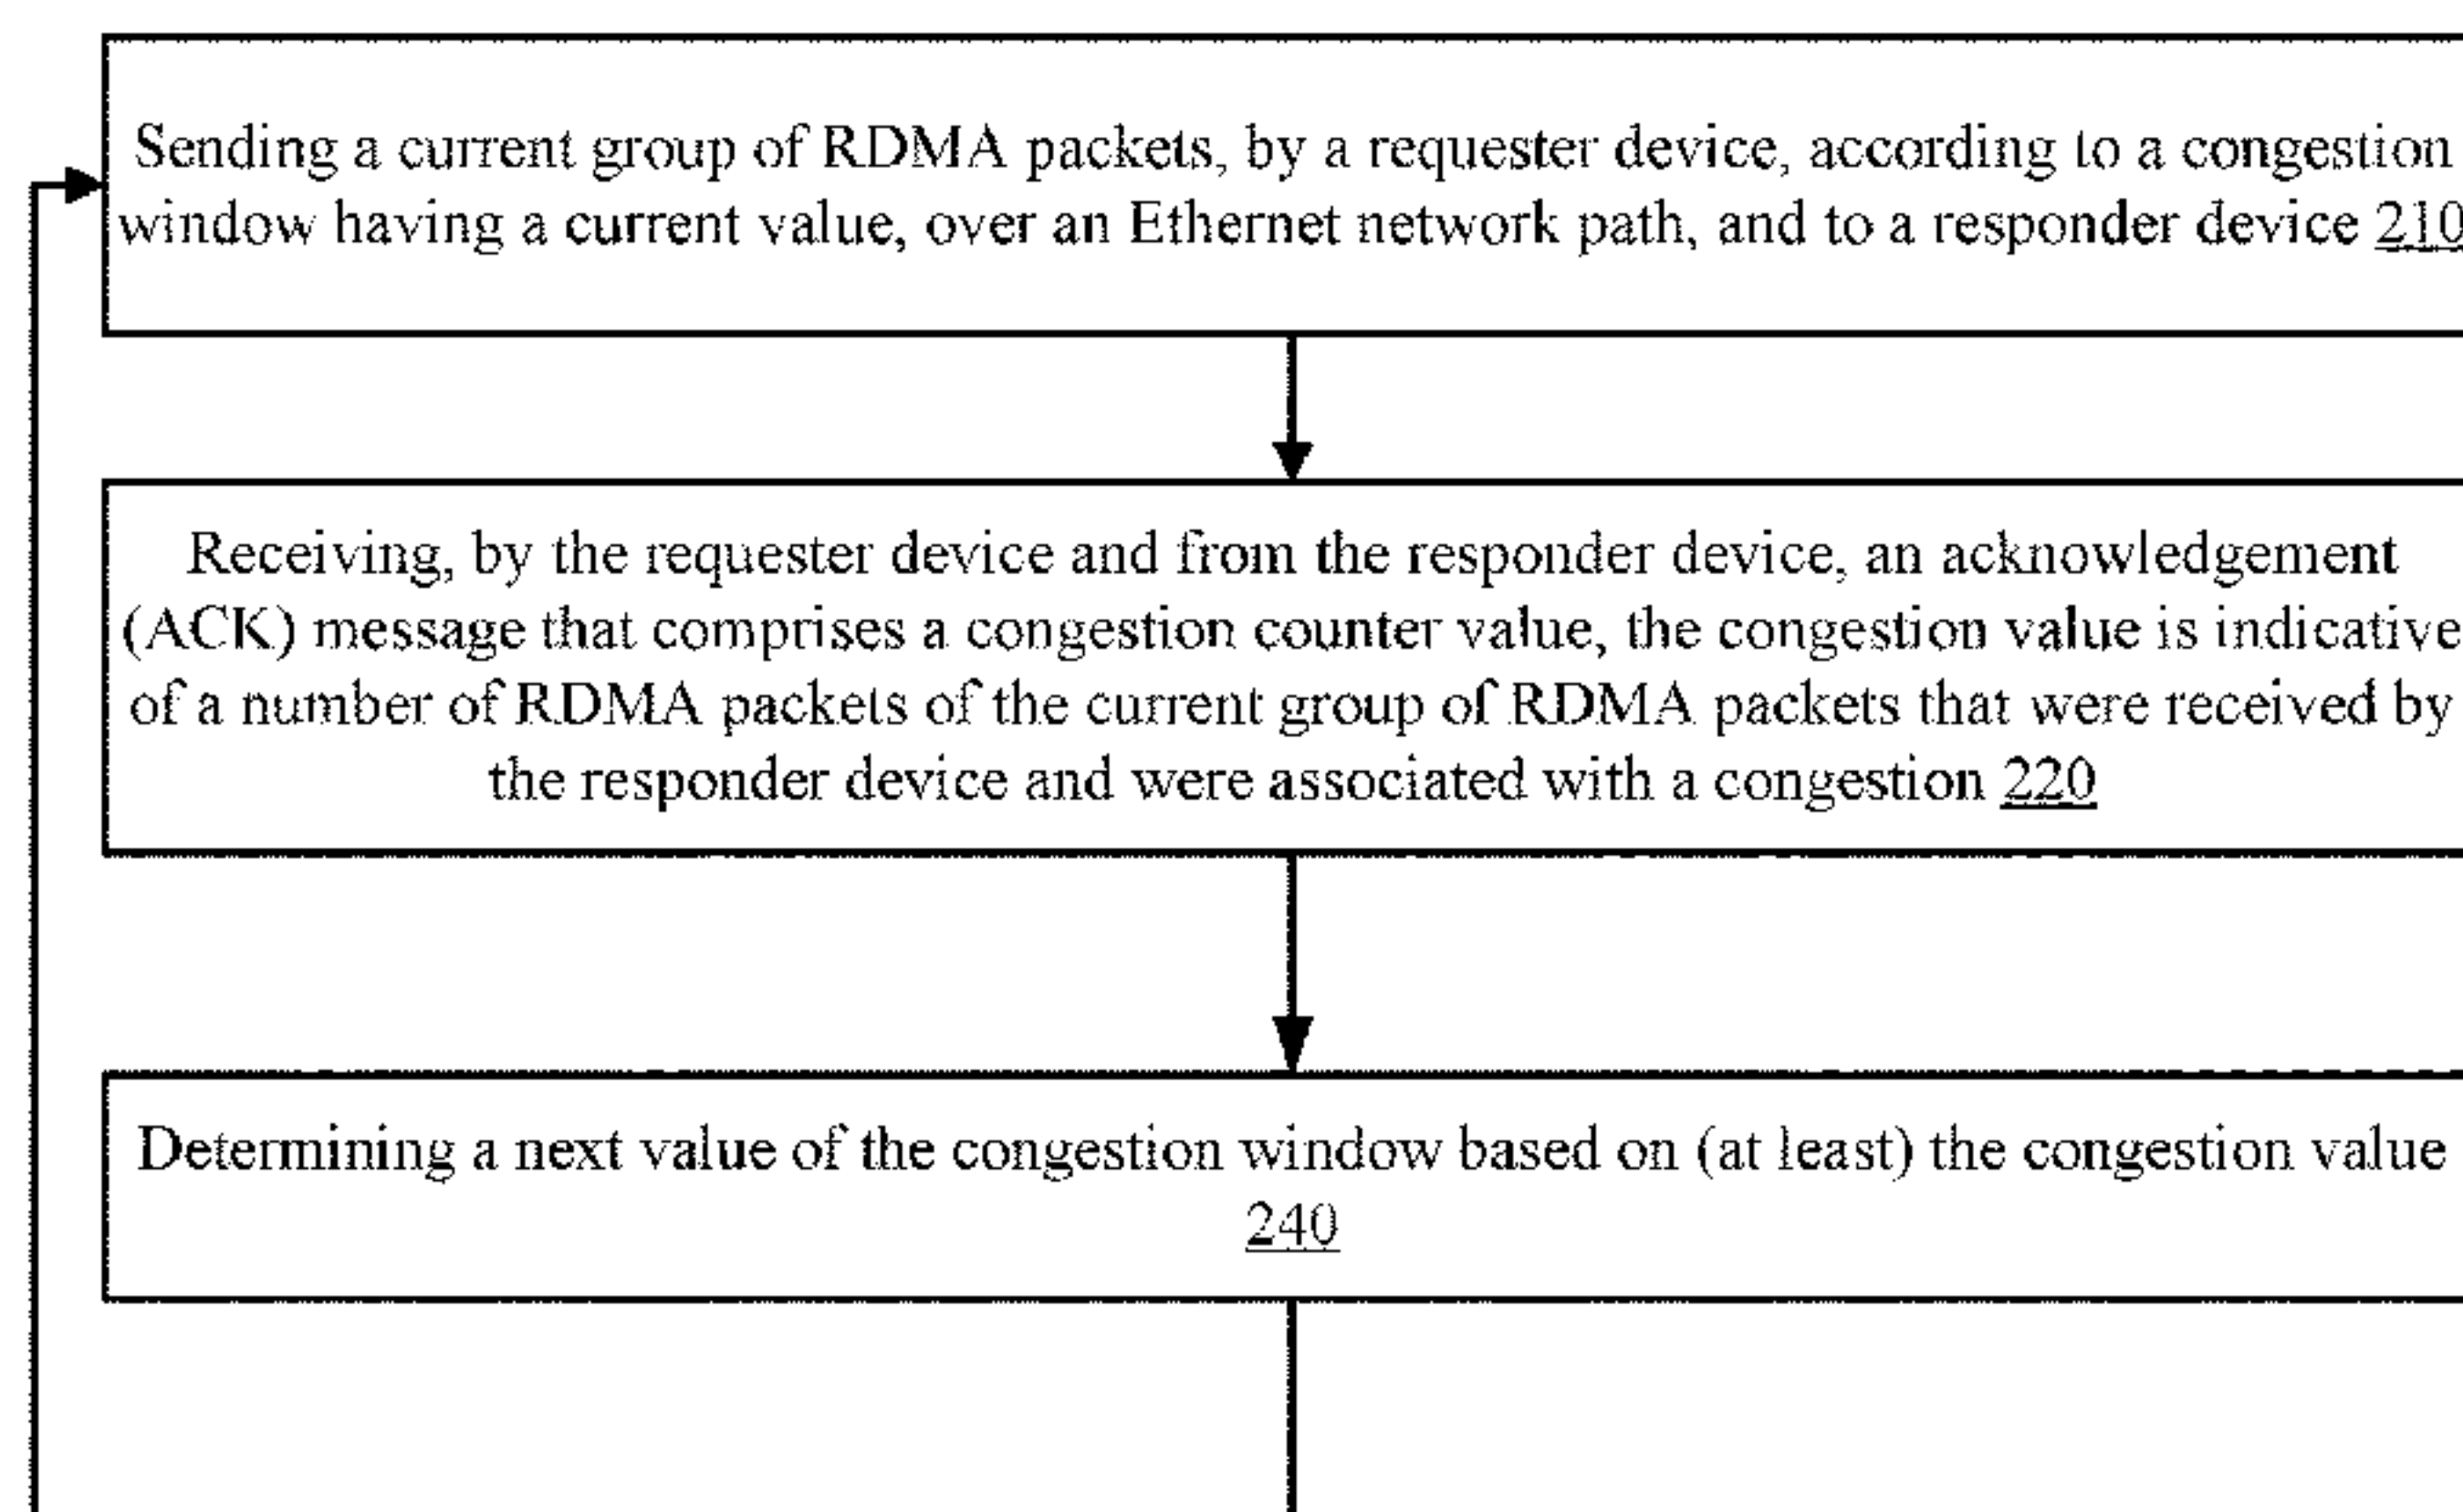 Sending a current group of RDMA packets, by a requester device, according to a congestion
window having a current value, over an Ethernet network path, and to a responder device 210
Receiving, by the requester device and from the responder device, an acknowledgement
(ACK) message that comprises a congestion counter value, the congestion value is indicative
of a number of RDMA packets of the current group of RDMA packets that were received by
the responder device and were associated with a congestion 220
Determining a next value of the congestion window based on (at least) the congestion value
240